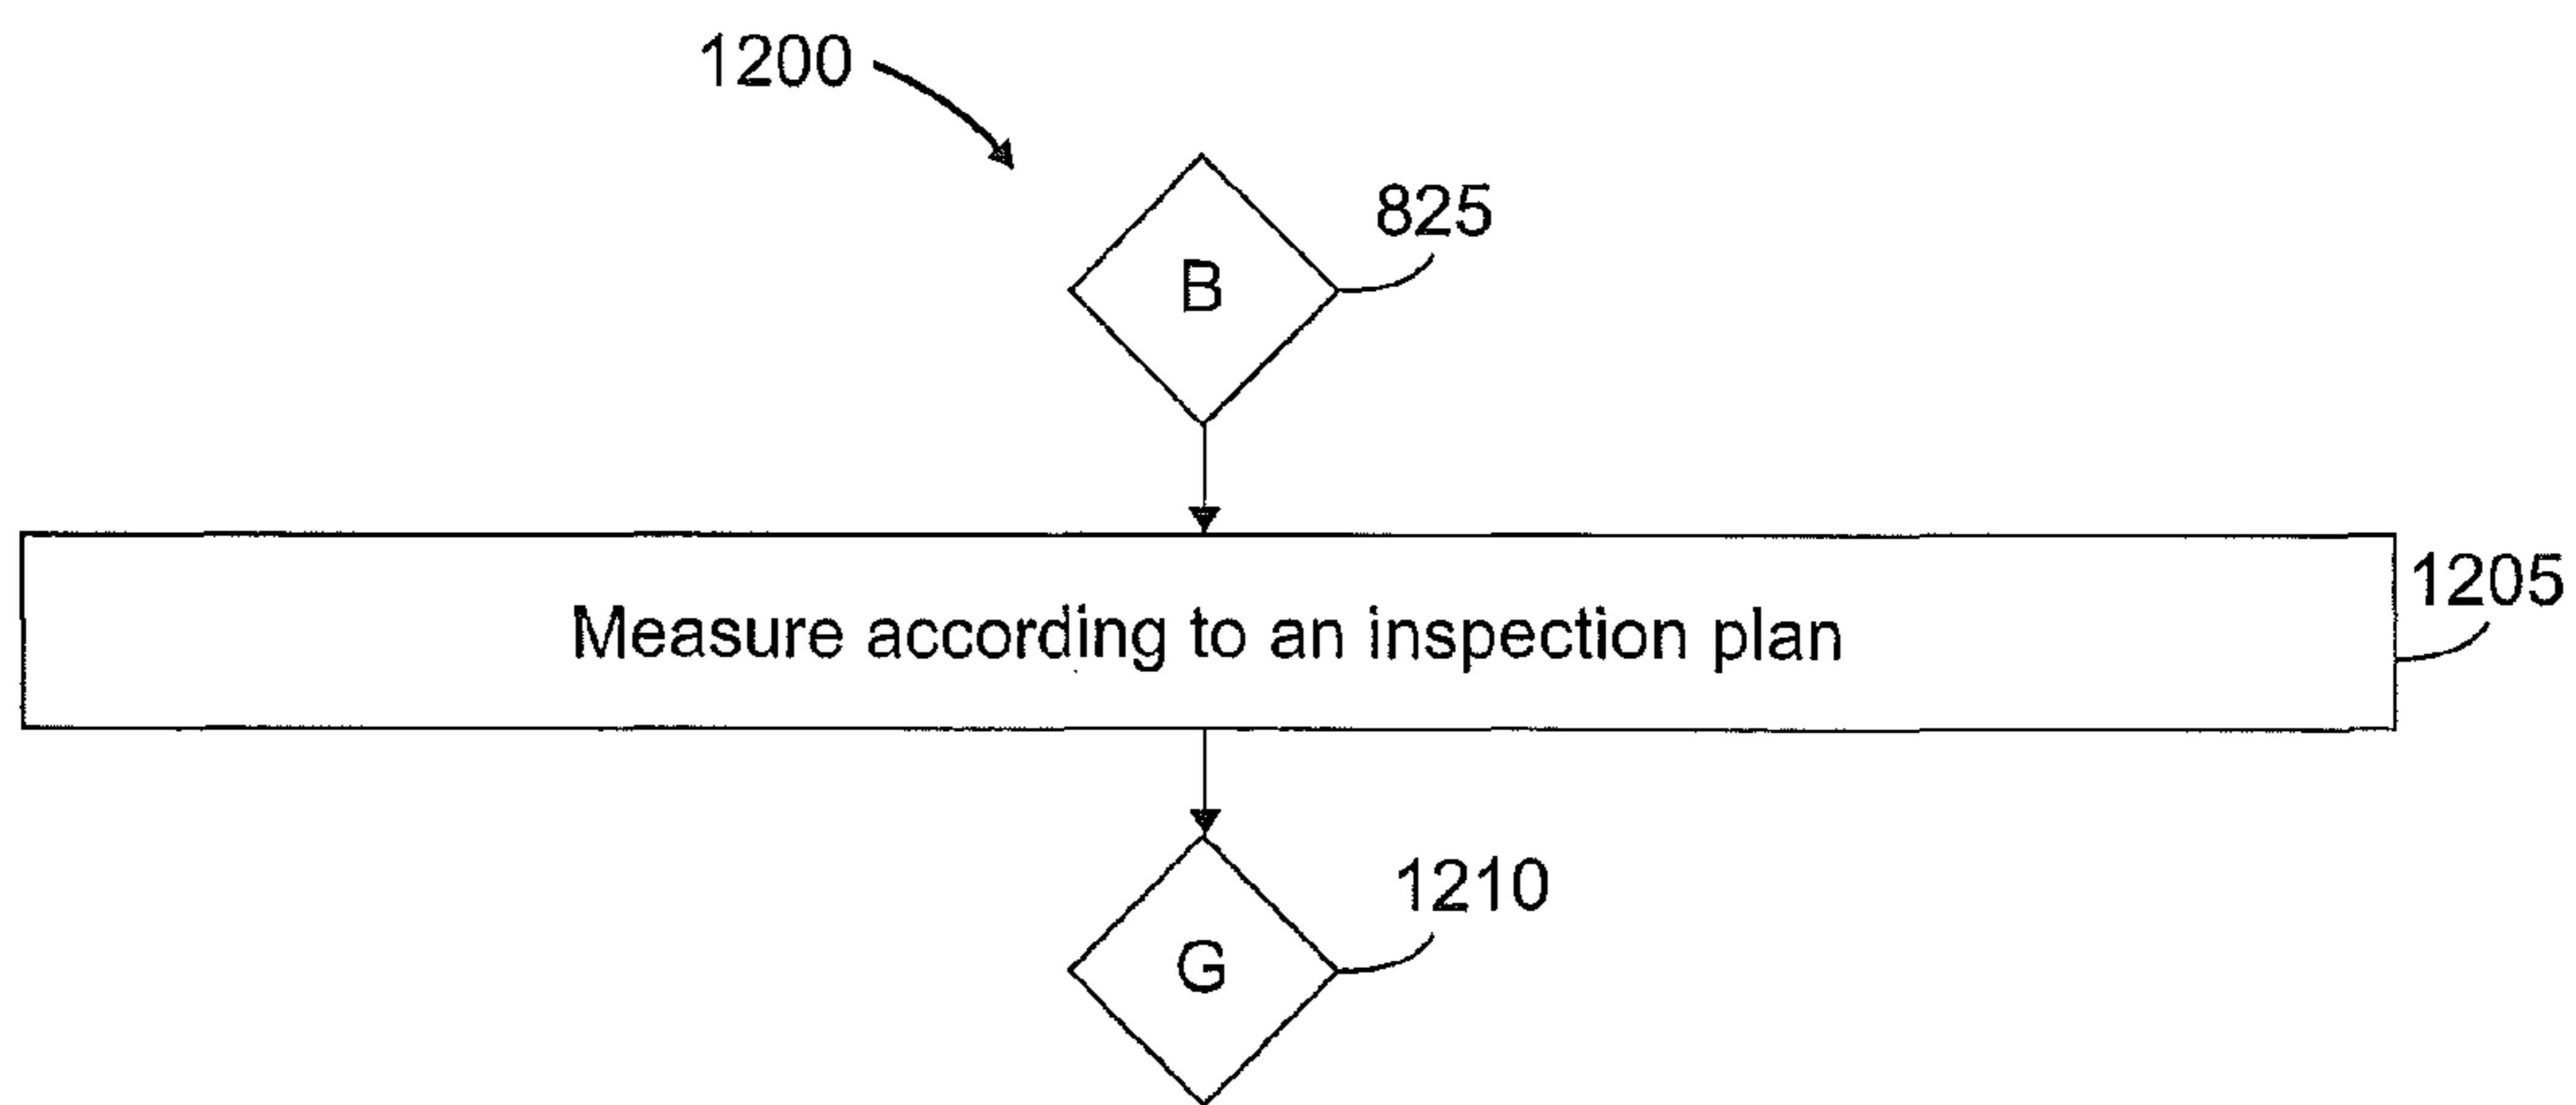 1200
825
B
Measure according to an inspection plan
1205
1210
G